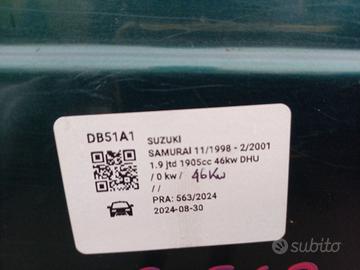 DB51A1
SUZUKI
SAMURAI 11/1998 - 2/2001
1.9 jtd 1905cc 46kw DHU
/ 0 kw / 46Kw
/ /
PRA: 563/2024
2024-08-30
subito